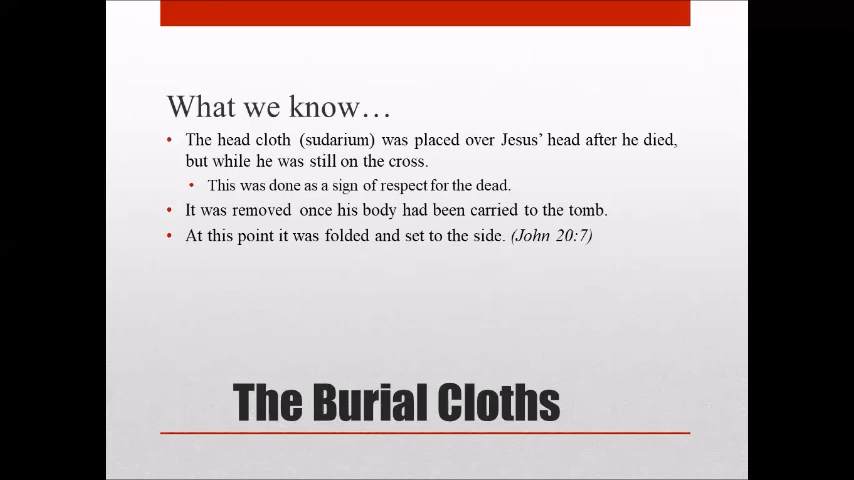 What we know…
• The head cloth (sudarium) was placed over Jesus’ head after he died,
but while he was still on the cross.
• This was done as a sign of respect for the dead.
• It was removed once his body had been carried to the tomb.
• At this point it was folded and set to the side. (John 20:7)
The Burial Cloths